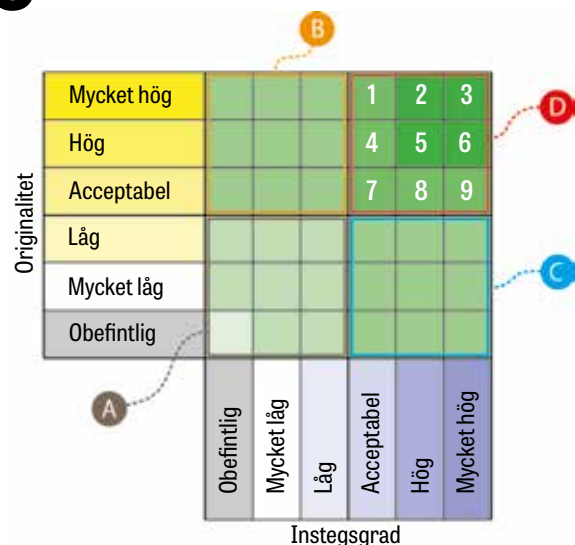 B
Mycket hög 1 2 3
D
Hög 4 5 6
Acceptabel 7 8 9
Originalitet
Låg
C
Mycket låg
Obefintlig
A
Obefintlig
Mycket låg
Låg
Acceptabel
Hög
Mycket hög
Instegsgrad